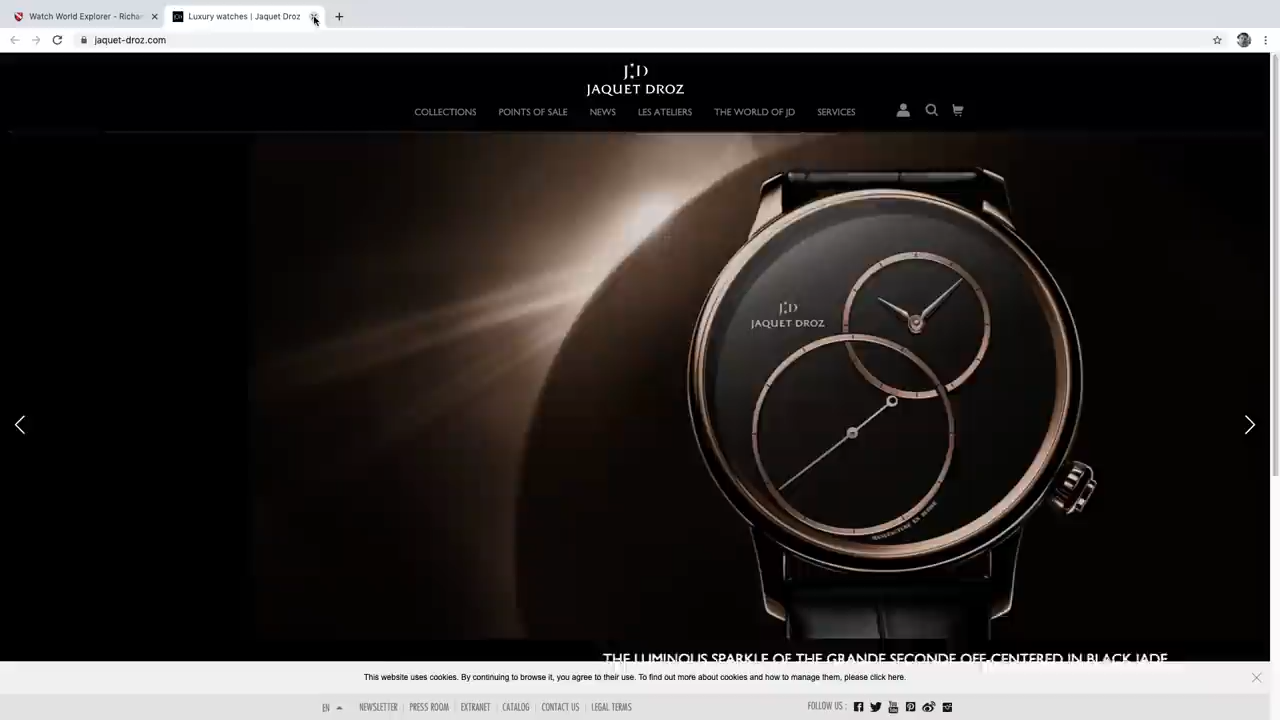 Watch World Explorer - Richar
Luxury watches | Jaquet Droz
jaquet-droz.com
J:D
JAQUET DROZ
COLLECTIONS POINTS OF SALE NEWS LES ATELIERS THE WORLD OF JD SERVICES
J:D
JAQUET DROZ
THE LUMINOUS SPARKLE OF THE GRANDE SECONDE OFF-CENTERED IN BLACK JADE
This website uses cookies. By continuing to browse it, you agree to their use. To find out more about cookies and how to manage them, please click here.
EN NEWSLETTER | PRESS ROOM | EXTRANET | CATALOG | CONTACT US | LEGAL TERMS FOLLOW US :